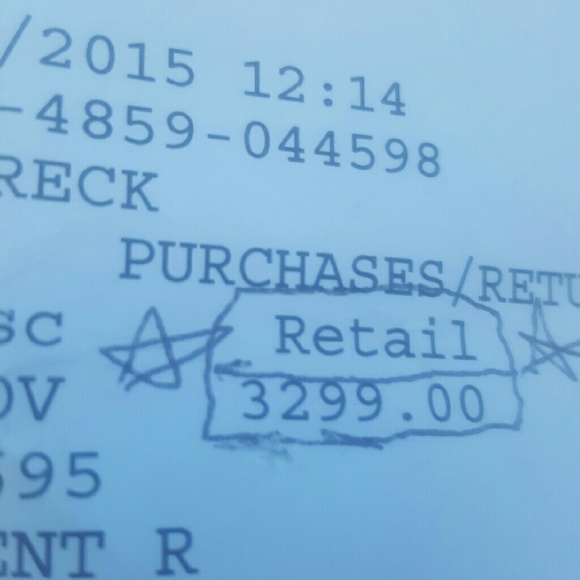 /2015 12:14
-4859-044598
RECK
PURCHASES/RETU
SC Retail
OV 3299.00
595
ENT R